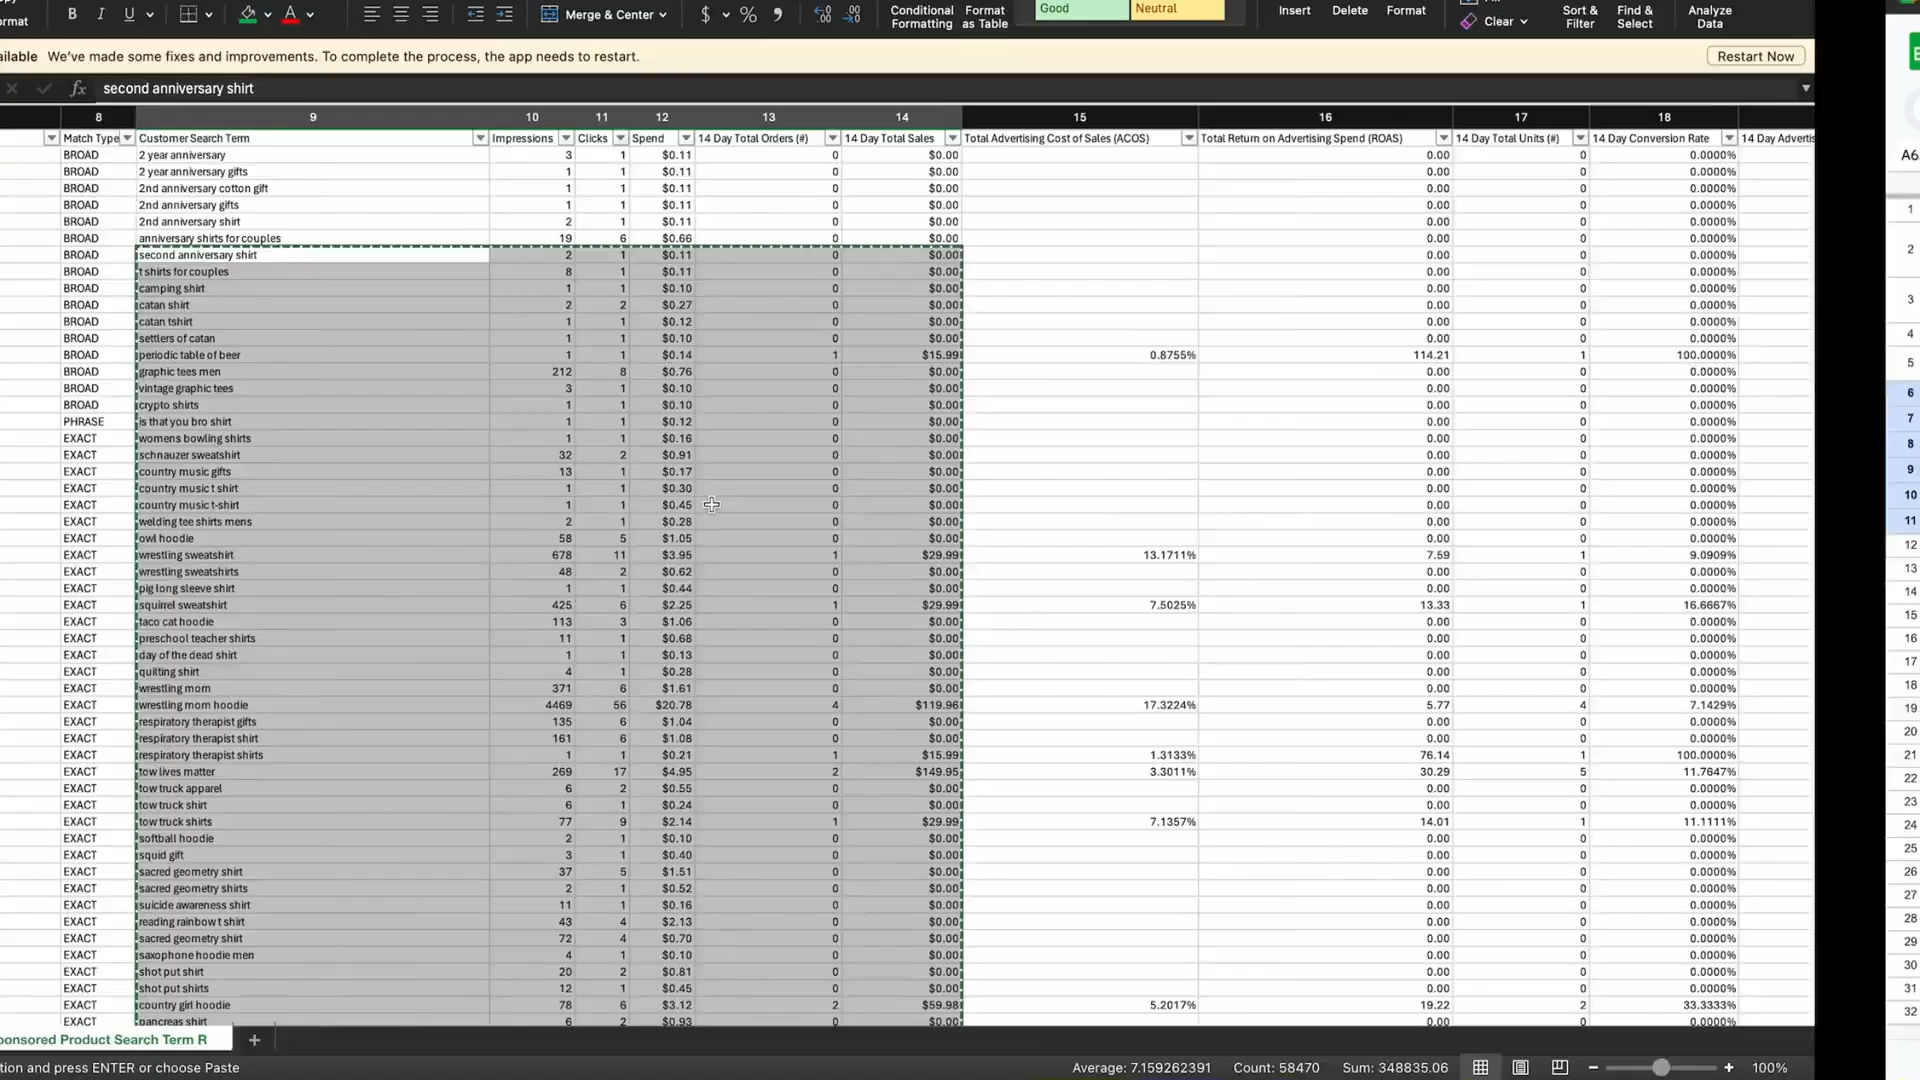 B I U A Merge & Center $ % Conditional Formatting Format as Table Good Neutral Insert Delete Format Clear Sort & Filter Find & Select Analyze Data
We've made some fixes and improvements. To complete the process, the app needs to restart. Restart Now
fx second anniversary shirt
8 9 10 11 12 13 14 15 16 17 18
Match Type Customer Search Term Impressions Clicks Spend 14 Day Total Orders (#) 14 Day Total Sales Total Advertising Cost of Sales (ACOS) Total Return on Advertising Spend (ROAS) 14 Day Total Units (#) 14 Day Conversion Rate 14 Day
BROAD 2 year anniversary 3 1 $0.11 0 $0.00 0.00 0 0.0000%
BROAD 2 year anniversary gifts 1 1 $0.11 0 $0.00 0.00 0 0.0000%
BROAD 2nd anniversary cotton gift 1 1 $0.11 0 $0.00 0.00 0 0.0000%
BROAD 2nd anniversary gifts 1 1 $0.11 0 $0.00 0.00 0 0.0000%
BROAD 2nd anniversary shirt 2 1 $0.11 0 $0.00 0.00 0 0.0000%
BROAD anniversary shirts for couples 19 6 $0.66 0 $0.00 0.00 0 0.0000%
BROAD second anniversary shirt 2 1 $0.11 0 $0.00 0.00 0 0.0000%
BROAD t shirts for couples 8 1 $0.11 0 $0.00 0.00 0 0.0000%
BROAD camping shirt 1 1 $0.10 0 $0.00 0.00 0 0.0000%
BROAD catan shirt 2 2 $0.27 0 $0.00 0.00 0 0.0000%
BROAD catan tshirt 1 1 $0.12 0 $0.00 0.00 0 0.0000%
BROAD settlers of catan 1 1 $0.10 0 $0.00 0.00 0 0.0000%
BROAD periodic table of beer 1 1 $0.14 1 $15.99 0.8755% 114.21 1 100.0000%
BROAD graphic tees men 212 8 $0.76 0 $0.00 0.00 0 0.0000%
BROAD vintage graphic tees 3 1 $0.10 0 $0.00 0.00 0 0.0000%
BROAD crypto shirts 1 1 $0.10 0 $0.00 0.00 0 0.0000%
PHRASE is that you bro shirt 1 1 $0.12 0 $0.00 0.00 0 0.0000%
EXACT womens bowling shirts 1 1 $0.16 0 $0.00 0.00 0 0.0000%
EXACT schnauzer sweatshirt 32 2 $0.91 0 $0.00 0.00 0 0.0000%
EXACT country music gifts 13 1 $0.17 0 $0.00 0.00 0 0.0000%
EXACT country music t shirt 1 1 $0.30 0 $0.00 0.00 0 0.0000%
EXACT country music t-shirt 1 1 $0.45 0 $0.00 0.00 0 0.0000%
EXACT welding tee shirts mens 2 1 $0.28 0 $0.00 0.00 0 0.0000%
EXACT owl hoodie 58 5 $1.05 0 $0.00 0.00 0 0.0000%
EXACT wrestling sweatshirt 678 11 $3.95 1 $29.99 13.1711% 7.59 1 9.0909%
EXACT wrestling sweatshirts 48 2 $0.62 0 $0.00 0.00 0 0.0000%
EXACT pig long sleeve shirt 1 1 $0.44 0 $0.00 0.00 0 0.0000%
EXACT squirrel sweatshirt 425 6 $2.25 1 $29.99 7.5025% 13.33 1 16.6667%
EXACT taco cat hoodie 113 3 $1.06 0 $0.00 0.00 0 0.0000%
EXACT preschool teacher shirts 11 1 $0.68 0 $0.00 0.00 0 0.0000%
EXACT day of the dead shirt 1 1 $0.13 0 $0.00 0.00 0 0.0000%
EXACT quilting shirt 4 1 $0.28 0 $0.00 0.00 0 0.0000%
EXACT wrestling mom 371 6 $1.61 0 $0.00 0.00 0 0.0000%
EXACT wrestling mom hoodie 4469 56 $20.78 4 $119.96 17.3224% 5.77 4 7.1429%
EXACT respiratory therapist gifts 135 6 $1.04 0 $0.00 0.00 0 0.0000%
EXACT respiratory therapist shirt 161 6 $1.08 0 $0.00 0.00 0 0.0000%
EXACT respiratory therapist shirts 1 1 $0.21 1 $15.99 1.3133% 76.14 1 100.0000%
EXACT tow lives matter 269 17 $4.95 2 $149.95 3.3011% 30.29 5 11.7647%
EXACT tow truck apparel 6 2 $0.55 0 $0.00 0.00 0 0.0000%
EXACT tow truck shirt 6 1 $0.24 0 $0.00 0.00 0 0.0000%
EXACT tow truck shirts 77 9 $2.14 1 $29.99 7.1357% 14.01 1 11.1111%
EXACT softball hoodie 2 1 $0.10 0 $0.00 0.00 0 0.0000%
EXACT squid gift 3 1 $0.40 0 $0.00 0.00 0 0.0000%
EXACT sacred geometry shirt 37 5 $1.51 0 $0.00 0.00 0 0.0000%
EXACT sacred geometry shirts 2 1 $0.52 0 $0.00 0.00 0 0.0000%
EXACT suicide awareness shirt 11 1 $0.16 0 $0.00 0.00 0 0.0000%
EXACT reading rainbow t shirt 43 4 $2.13 0 $0.00 0.00 0 0.0000%
EXACT sacred geometry shirt 72 4 $0.70 0 $0.00 0.00 0 0.0000%
EXACT saxophone hoodie men 4 1 $0.10 0 $0.00 0.00 0 0.0000%
EXACT shot put shirt 20 2 $0.81 0 $0.00 0.00 0 0.0000%
EXACT shot put shirts 12 1 $0.45 0 $0.00 0.00 0 0.0000%
EXACT country girl hoodie 78 6 $3.12 2 $59.98 5.2017% 19.22 2 33.3333%
EXACT pancreas shirt 6 2 $0.93 0 $0.00 0.00 0 0.0000%
Product Search Term R +
and press ENTER or choose Paste Average: 7.159262391 Count: 58470 Sum: 348835.06 − + 100%
1
2
3
4
5
6
7
8
9
10
11
12
13
14
15
16
17
18
19
20
21
22
23
24
25
26
27
28
29
30
31
32